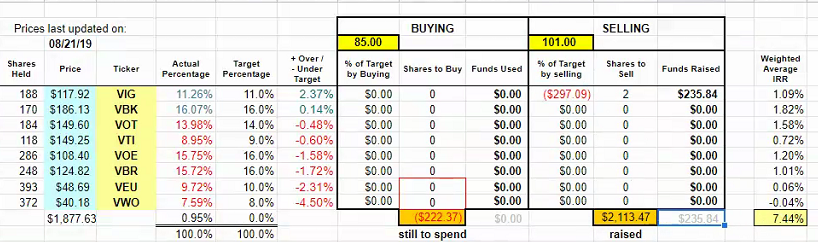 Prices last updated on:
08/21/19
BUYING
SELLING
85.00
101.00
Shares Held Price Ticker Actual Percentage Target Percentage + Over / - Under Target % of Target by Buying Shares to Buy Funds Used % of Target by selling Shares to Sell Funds Raised Weighted Average IRR
188 $117.92 VIG 11.26% 11.0% 2.37% $0.00 0 $0.00 ($297.09) 2 $235.84 1.09%
170 $186.13 VBK 16.07% 16.0% 0.14% $0.00 0 $0.00 $0.00 0 $0.00 1.82%
184 $149.60 VOT 13.98% 14.0% -0.48% $0.00 0 $0.00 $0.00 0 $0.00 1.58%
118 $149.25 VTI 8.95% 9.0% -0.60% $0.00 0 $0.00 $0.00 0 $0.00 0.72%
286 $108.40 VOE 15.75% 16.0% -1.58% $0.00 0 $0.00 $0.00 0 $0.00 1.20%
248 $124.82 VBR 15.72% 16.0% -1.72% $0.00 0 $0.00 $0.00 0 $0.00 1.01%
393 $48.69 VEU 9.72% 10.0% -2.31% $0.00 0 $0.00 $0.00 0 $0.00 0.06%
372 $40.18 VWO 7.59% 8.0% -4.50% $0.00 0 $0.00 $0.00 0 $0.00 -0.04%
$1,877.63 0.95% 0.0% ($222.37) $0.00 $2,113.47 $235.84 7.44%
100.0% 100.0% still to spend raised